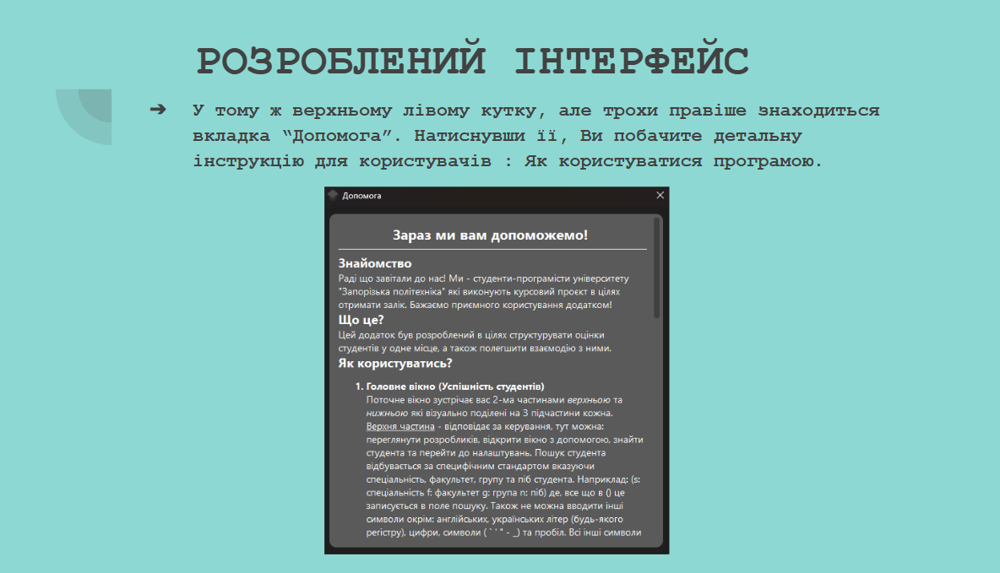 РОЗРОБЛЕНИЙ ІНТЕРФЕЙС
➔ У тому ж верхньому лівому кутку, але трохи правіше знаходиться
вкладка “Допомога”. Натиснувши її, Ви побачите детальну
інструкцію для користувачів : Як користуватися програмою.
Допомога
Зараз ми вам допоможемо!
Знайомство
Раді що завітали до нас! Ми - студенти-програмісти університету
"Запорізька політехніка" які виконують курсовий проєкт в цілях
отримати залік. Бажаємо приємного користування додатком!
Що це?
Цей додаток був розроблений в цілях структурувати оцінки
студентів у одне місце, а також полегшити взаємодію з ними.
Як користуватись?
1. Головне вікно (Успішність студентів)
Поточне вікно зустрічає вас 2-ма частинами верхньою та
нижньою які візуально поділені на 3 підчастини кожна.
Верхня частина - відповідає за керування, тут можна:
переглянути розробликів, відкрити вікно з допомогою, знайти
студента та перейти до налаштувань. Пошук студента
відбувається за специфічним стандартом вказуючи
спеціальність, факультет, групу та піб студента. Наприклад: (s:
спеціальність f: факультет g: група n: піб) де, все що в () це
записується в поле пошуку. Також не можна вводити інші
символи окрім: англійських, українських літер (будь-якого
регістру), цифри, символи ( ` ' " - _) та пробіл. Всі інші символи